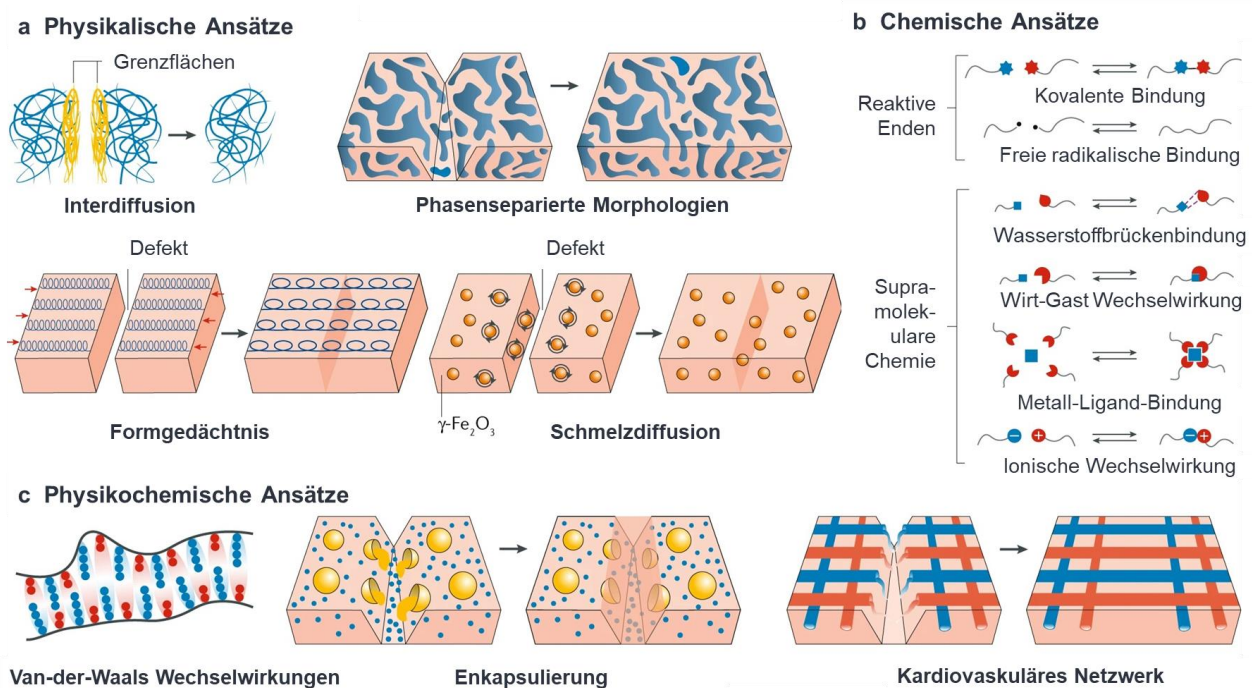 a Physikalische Ansätze
Grenzflächen
Interdiffusion
Phasenseparierte Morphologien
Defekt
Defekt
γ-Fe₂O₃
Formgedächtnis
Schmelzdiffusion
b Chemische Ansätze
Reaktive
Enden
Kovalente Bindung
Freie radikalische Bindung
Supra-
molek-
ulare
Chemie
Wasserstoffbrückenbindung
Wirt-Gast Wechselwirkung
Metall-Ligand-Bindung
− +
− +
Ionische Wechselwirkung
c Physikochemische Ansätze
Van-der-Waals Wechselwirkungen
Enkapsulierung
Kardiovaskuläres Netzwerk